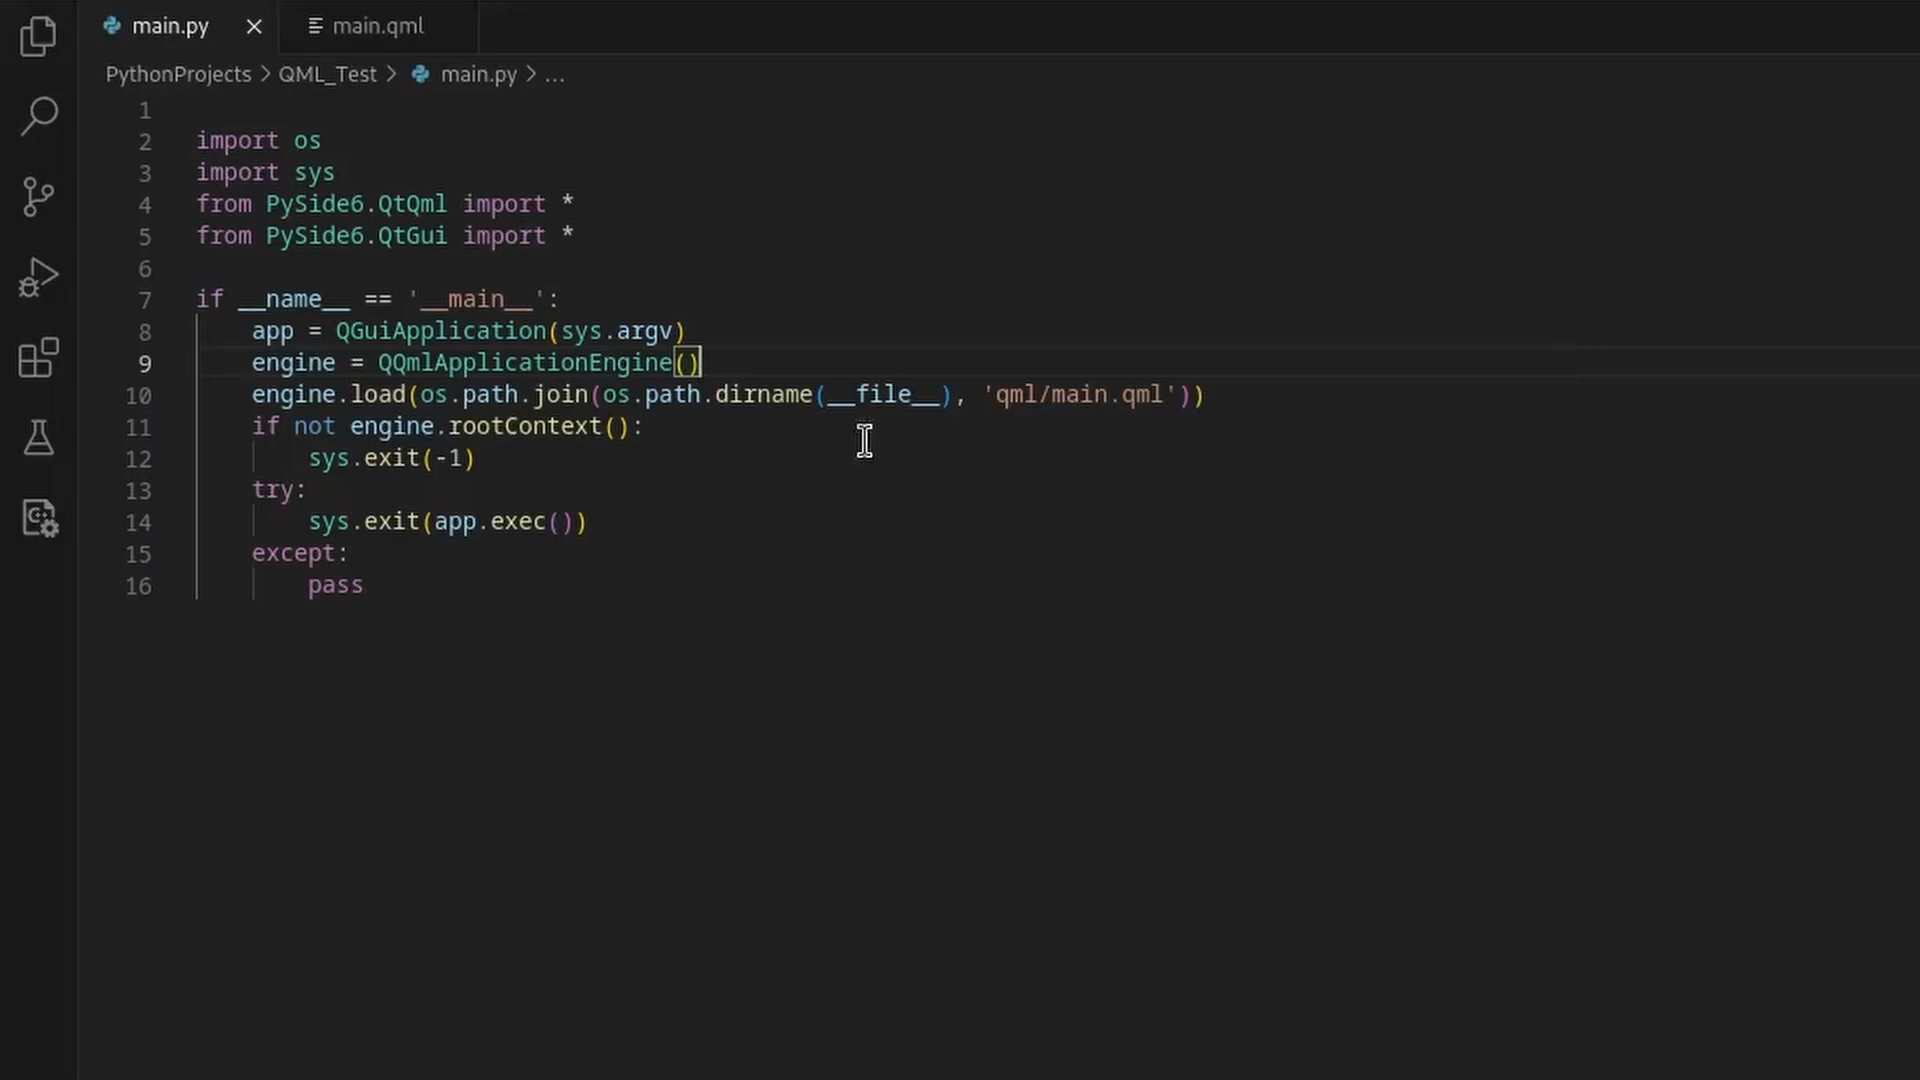 main.py
main.qml
PythonProjects > QML_Test > main.py > ...
1
2 import os
3 import sys
4 from PySide6.QtQml import *
5 from PySide6.QtGui import *
6
7 if __name__ == '__main__':
8     app = QGuiApplication(sys.argv)
9     engine = QQmlApplicationEngine()
10     engine.load(os.path.join(os.path.dirname(__file__), 'qml/main.qml'))
11     if not engine.rootContext():
12         sys.exit(-1)
13     try:
14         sys.exit(app.exec())
15     except:
16         pass